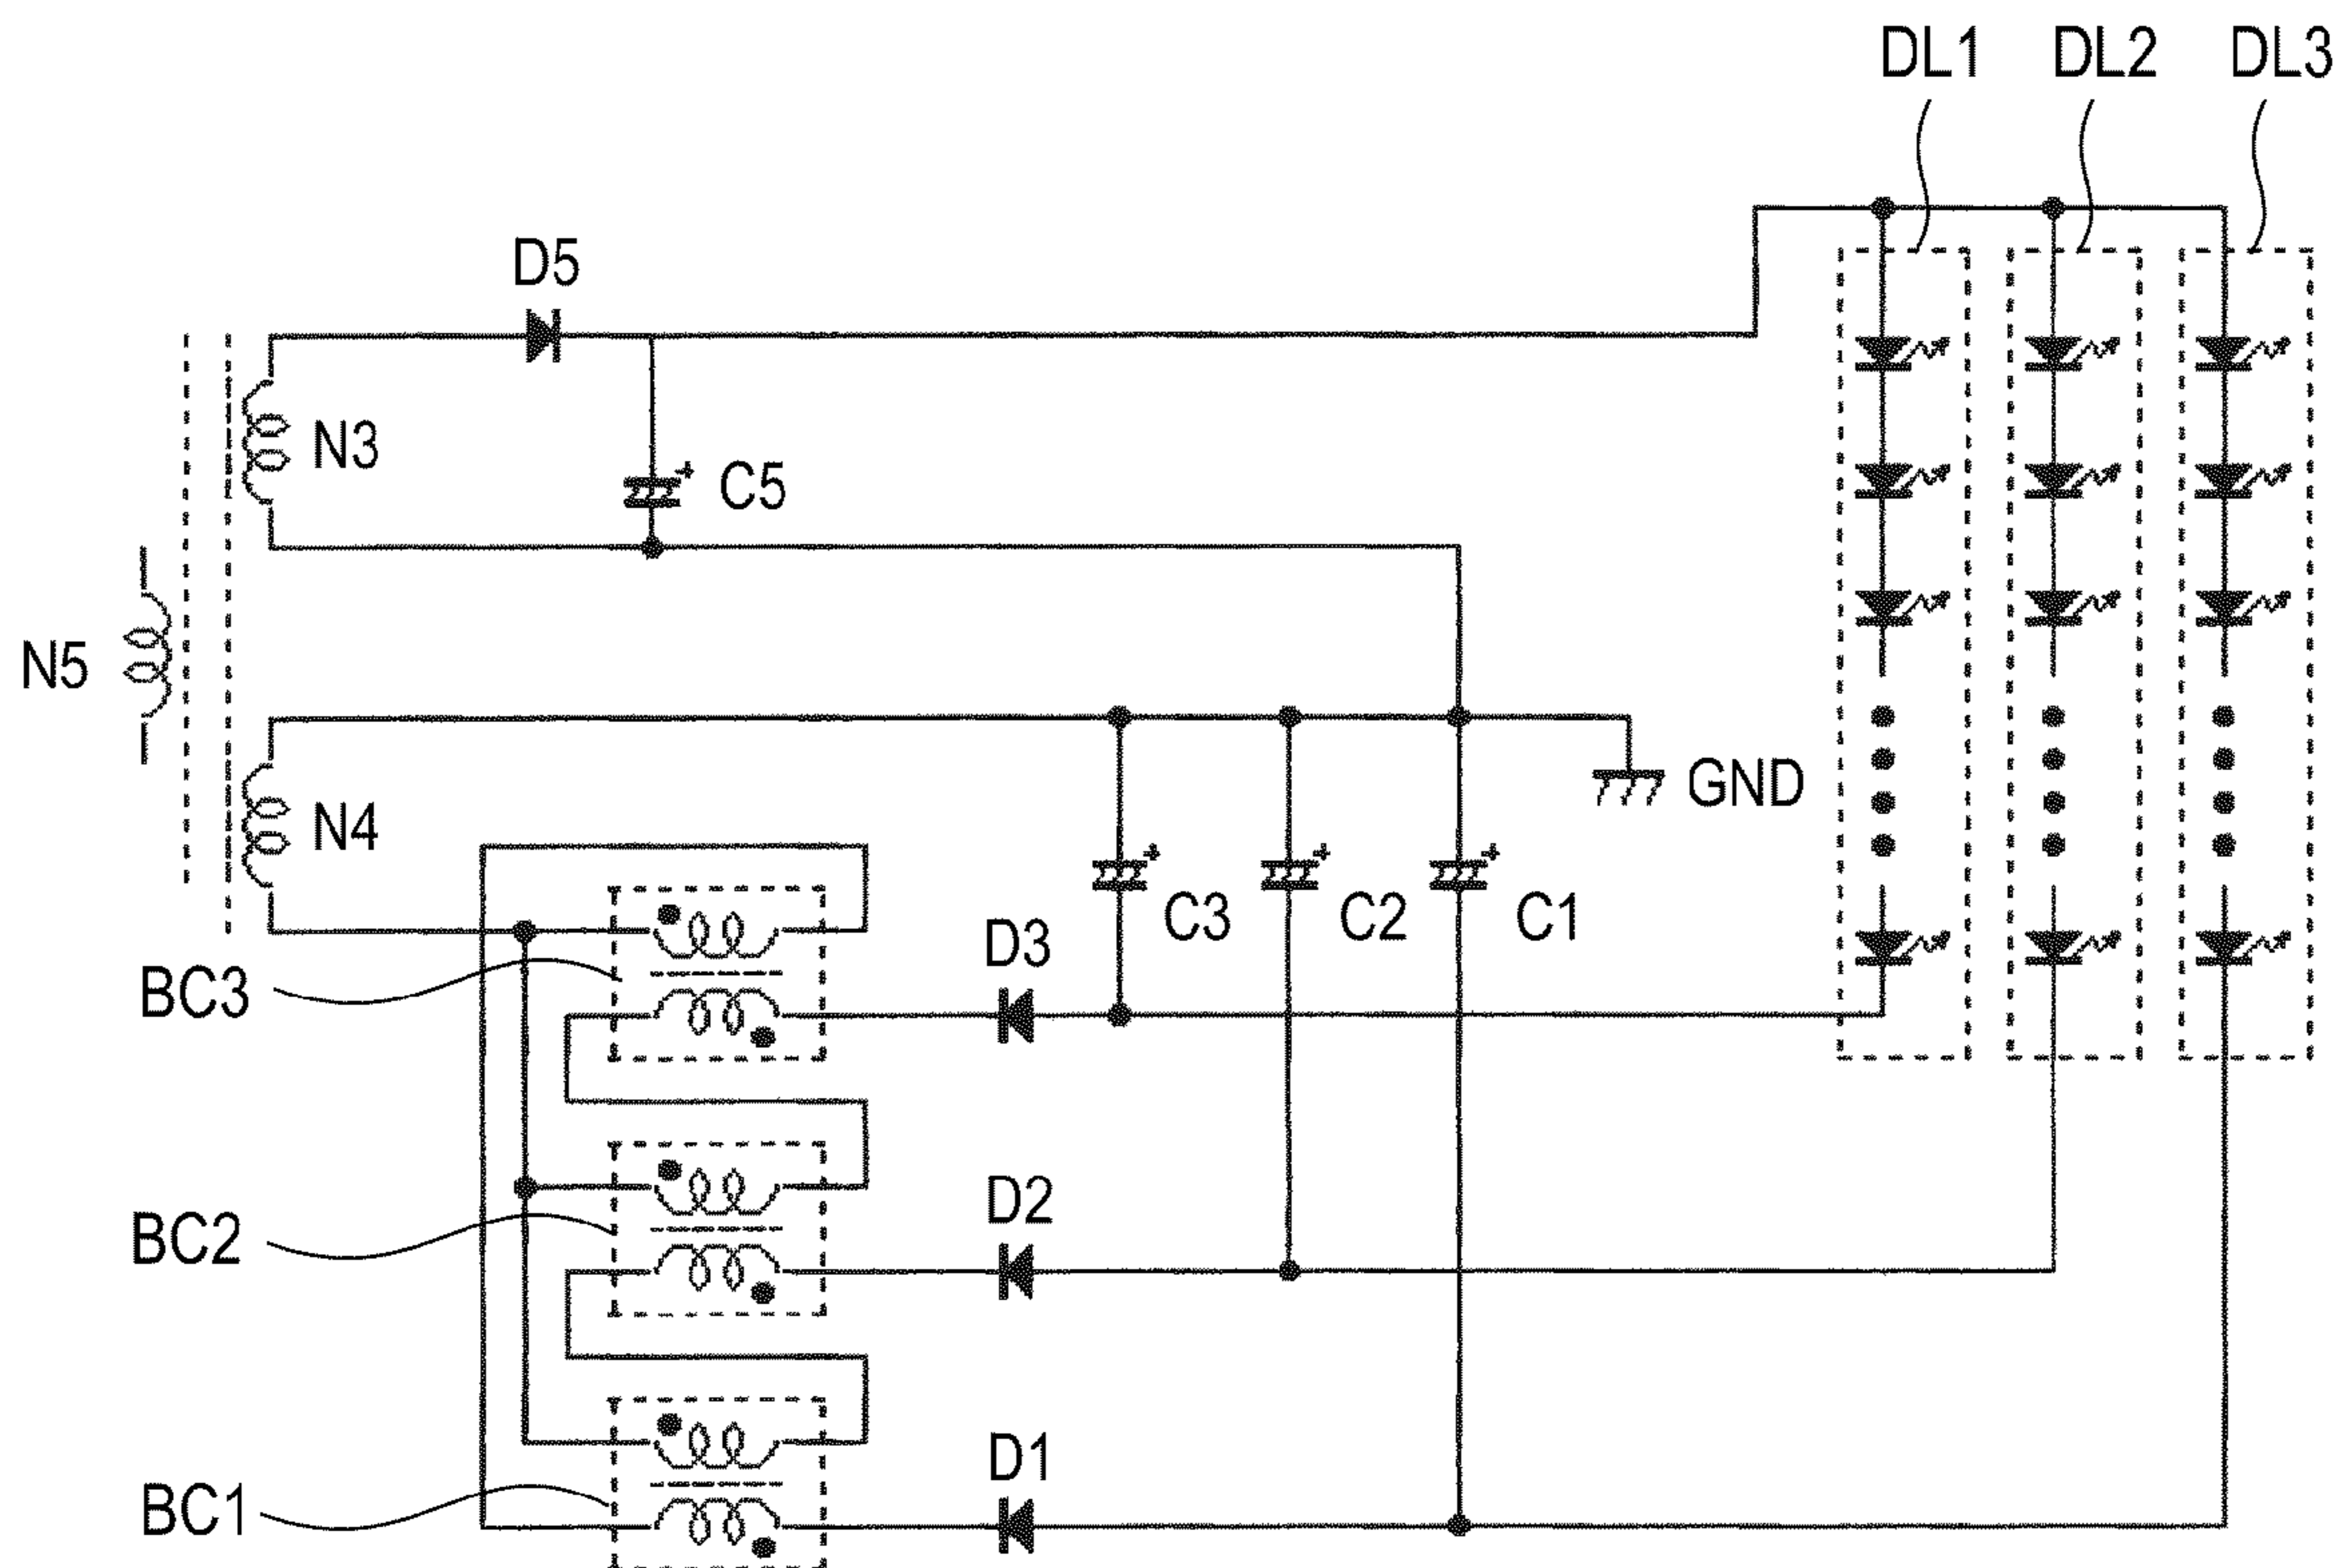 DL1 DL2 DL3
D5
N3
C5
N5
GND
N4
C3
C2
C1
D3
BC3
D2
BC2
D1
BC1